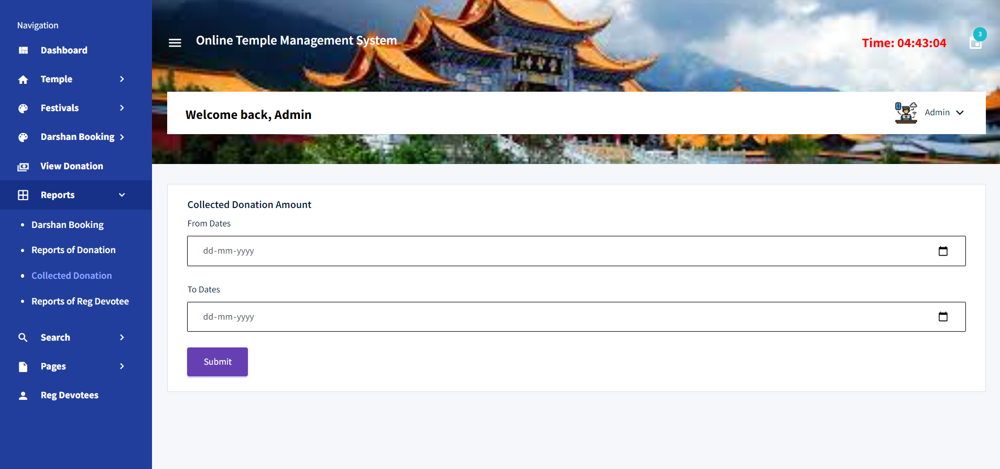 Navigation
Dashboard
Temple
Festivals
Darshan Booking
View Donation
Reports
Darshan Booking
Reports of Donation
Collected Donation
Reports of Reg Devotee
Search
Pages
Reg Devotees
Online Temple Management System
Time: 04:43:04
3
Welcome back, Admin
Admin
Collected Donation Amount
From Dates
dd-mm-yyyy
To Dates
dd-mm-yyyy
Submit